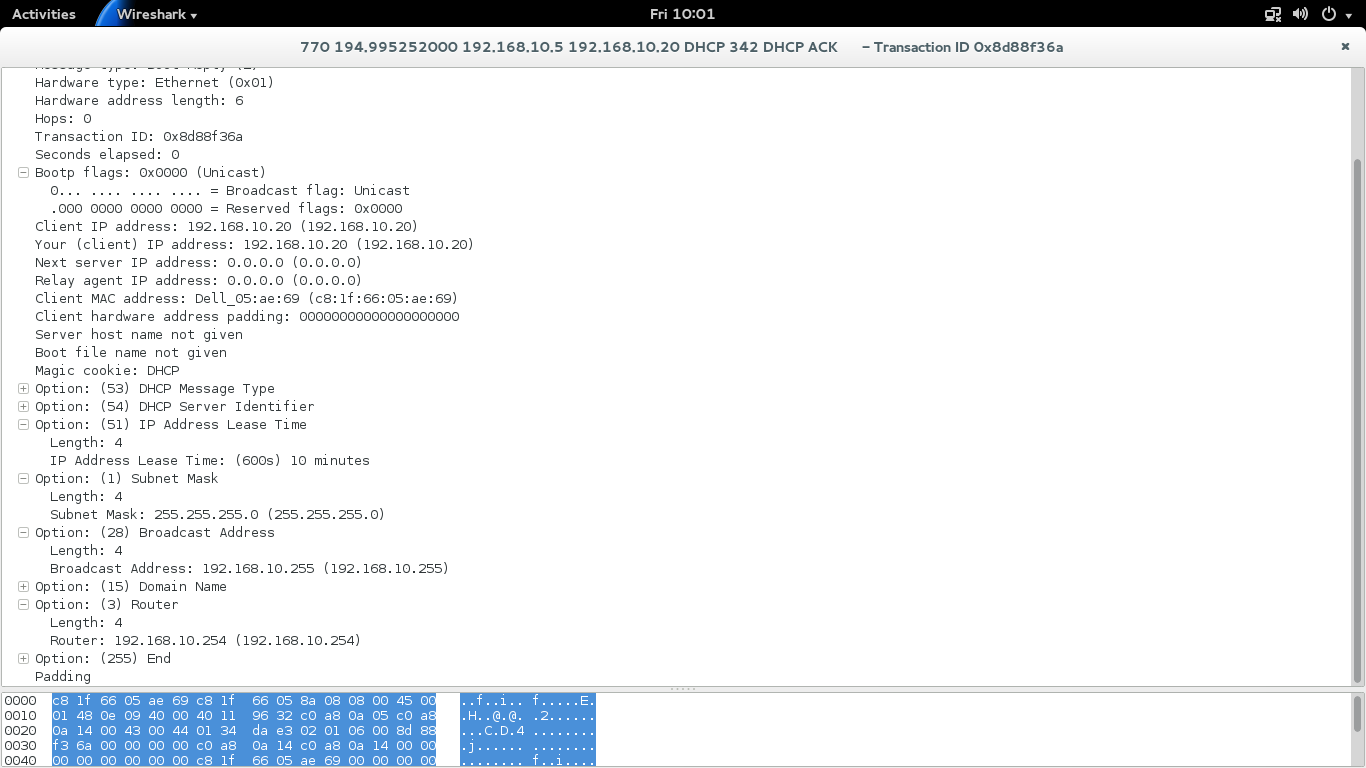 Activities Wireshark Fri 10:01
770 194.995252000 192.168.10.5 192.168.10.20 DHCP 342 DHCP ACK - Transaction ID 0x8d88f36a ×
Hardware type: Ethernet (0x01)
Hardware address length: 6
Hops: 0
Transaction ID: 0x8d88f36a
Seconds elapsed: 0
Bootp flags: 0x0000 (Unicast)
0... .... .... .... = Broadcast flag: Unicast
.000 0000 0000 0000 = Reserved flags: 0x0000
Client IP address: 192.168.10.20 (192.168.10.20)
Your (client) IP address: 192.168.10.20 (192.168.10.20)
Next server IP address: 0.0.0.0 (0.0.0.0)
Relay agent IP address: 0.0.0.0 (0.0.0.0)
Client MAC address: Dell_05:ae:69 (c8:1f:66:05:ae:69)
Client hardware address padding: 00000000000000000000
Server host name not given
Boot file name not given
Magic cookie: DHCP
Option: (53) DHCP Message Type
Option: (54) DHCP Server Identifier
Option: (51) IP Address Lease Time
Length: 4
IP Address Lease Time: (600s) 10 minutes
Option: (1) Subnet Mask
Length: 4
Subnet Mask: 255.255.255.0 (255.255.255.0)
Option: (28) Broadcast Address
Length: 4
Broadcast Address: 192.168.10.255 (192.168.10.255)
Option: (15) Domain Name
Option: (3) Router
Length: 4
Router: 192.168.10.254 (192.168.10.254)
Option: (255) End
Padding
0000 c8 1f 66 05 ae 69 c8 1f 66 05 8a 08 08 00 45 00 ..f..i.. f.....E.
0010 01 48 0e 09 40 00 40 11 96 32 c0 a8 0a 05 c0 a8 .H..@.@. .2......
0020 0a 14 00 43 00 44 01 34 da e3 02 01 06 00 8d 88 ...C.D.4 ........
0030 f3 6a 00 00 00 00 c0 a8 0a 14 c0 a8 0a 14 00 00 .j...... ........
0040 00 00 00 00 00 00 c8 1f 66 05 ae 69 00 00 00 00 ........ f..i....